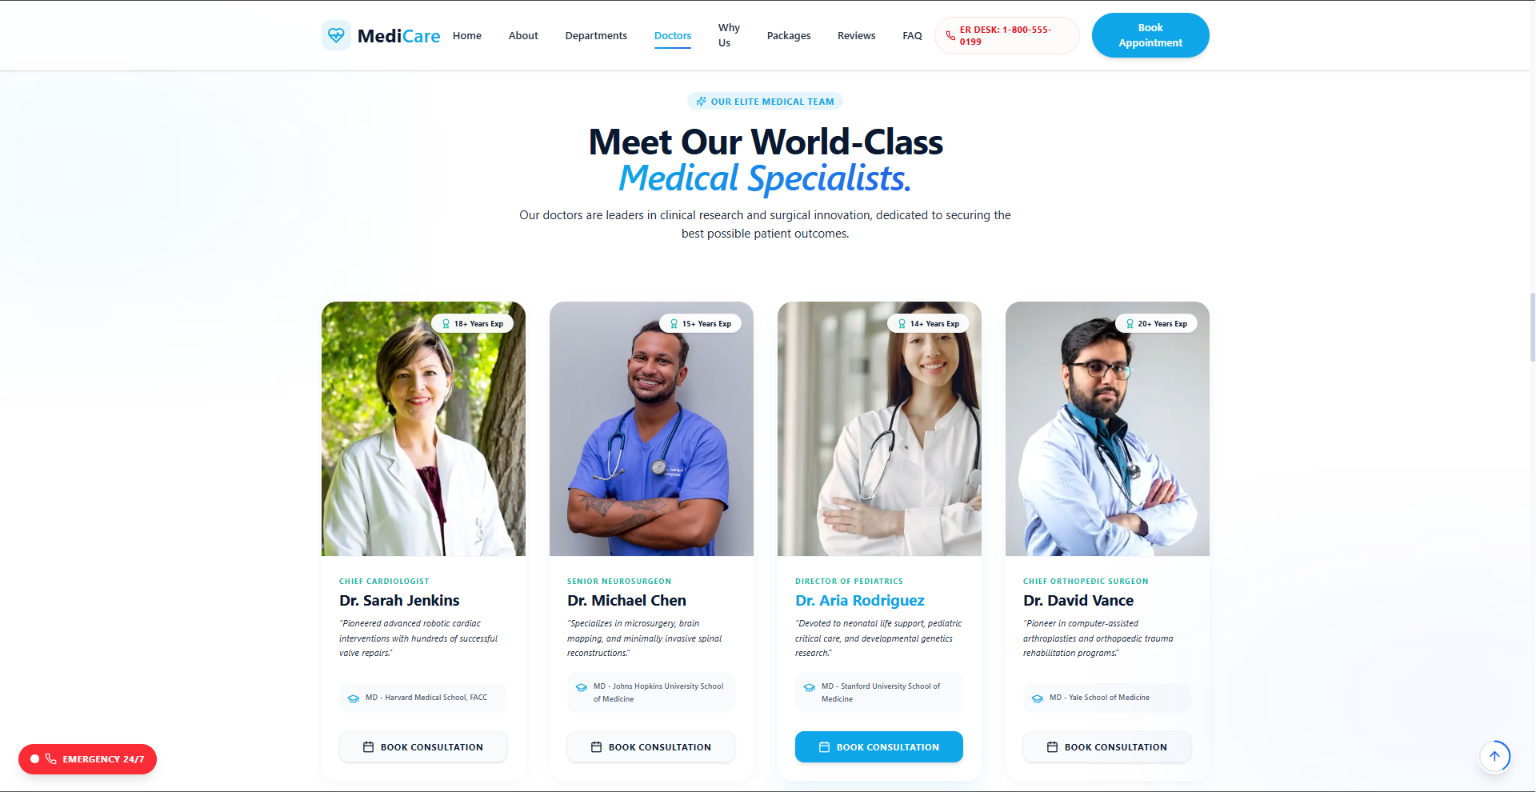 MediCare
Home
About
Departments
Doctors
Why
Us
Packages
Reviews
FAQ
ER DESK: 1-800-555-
0199
Book
Appointment
OUR ELITE MEDICAL TEAM
Meet Our World-Class
Medical Specialists.
Our doctors are leaders in clinical research and surgical innovation, dedicated to securing the
best possible patient outcomes.
18+ Years Exp
15+ Years Exp
14+ Years Exp
20+ Years Exp
CHIEF CARDIOLOGIST
Dr. Sarah Jenkins
"Pioneered advanced robotic cardiac
interventions with hundreds of successful
valve repairs."
MD - Harvard Medical School, FACC
BOOK CONSULTATION
SENIOR NEUROSURGEON
Dr. Michael Chen
"Specializes in microsurgery, brain
mapping, and minimally invasive spinal
reconstructions."
MD - Johns Hopkins University School
of Medicine
BOOK CONSULTATION
DIRECTOR OF PEDIATRICS
Dr. Aria Rodriguez
"Devoted to neonatal life support, pediatric
critical care, and developmental genetics
research."
MD - Stanford University School of
Medicine
BOOK CONSULTATION
CHIEF ORTHOPEDIC SURGEON
Dr. David Vance
"Pioneer in computer-assisted
arthroplasties and orthopaedic trauma
rehabilitation programs."
MD - Yale School of Medicine
BOOK CONSULTATION
EMERGENCY 24/7